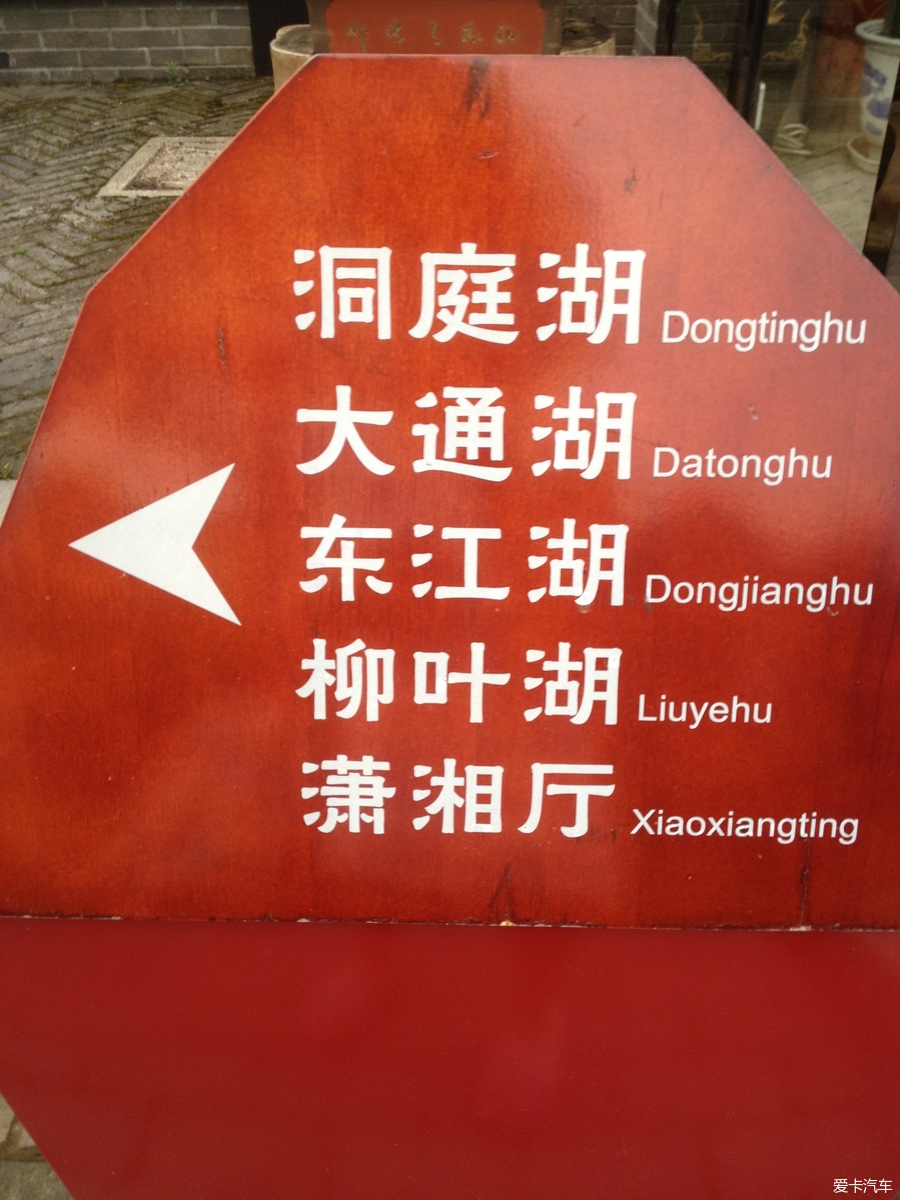 洞庭湖 Dongtinghu
大通湖 Datonghu
东江湖 Dongjianghu
柳叶湖 Liuyehu
潇湘厅 Xiaoxiangting
爱卡汽车